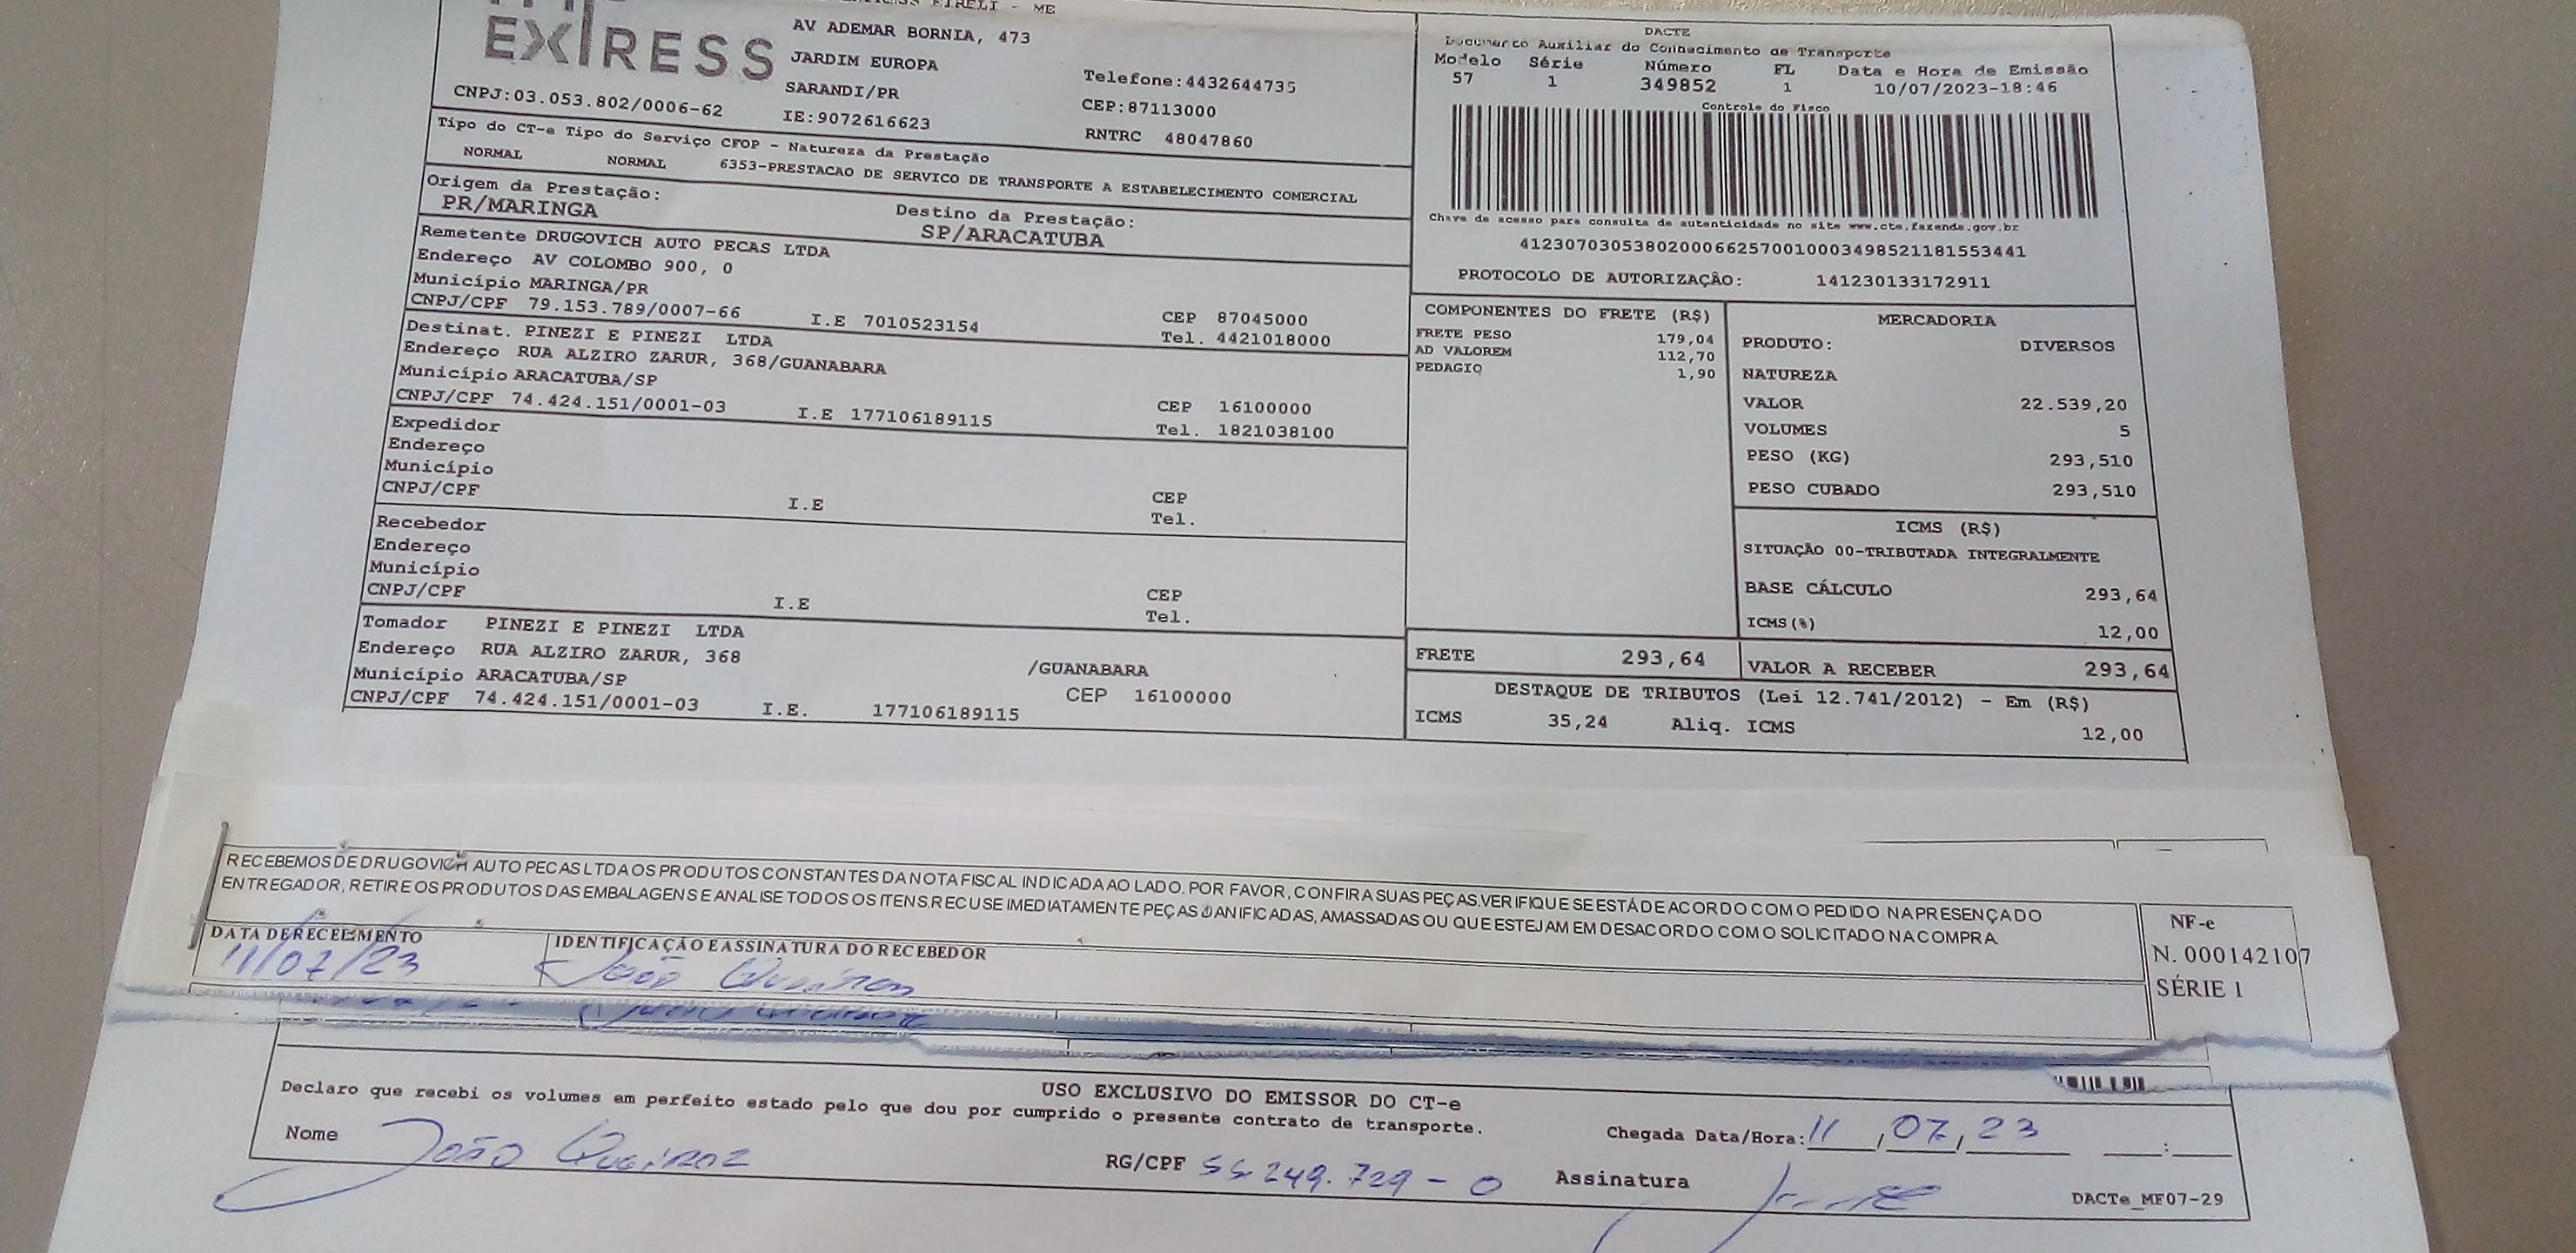 EIRELI - ME
EXPRESS
AV ADEMAR BORNIA, 473
JARDIM EUROPA
SARANDI/PR
Telefone:4432644735
CEP:87113000
CNPJ:03.053.802/0006-62
IE:9072616623
RNTRC 48047860
Tipo do CT-e Tipo do Serviço CFOP - Natureza da Prestação
NORMAL NORMAL 6353-PRESTACAO DE SERVICO DE TRANSPORTE A ESTABELECIMENTO COMERCIAL
Origem da Prestação:
PR/MARINGA
Destino da Prestação:
SP/ARACATUBA
Remetente DRUGOVICH AUTO PECAS LTDA
Endereço AV COLOMBO 900, 0
Município MARINGA/PR
CEP 87045000
CNPJ/CPF 79.153.789/0007-66 I.E 7010523154
Tel. 4421018000
Destinat. PINEZI E PINEZI LTDA
Endereço RUA ALZIRO ZARUR, 368/GUANABARA
Município ARACATUBA/SP
CEP 16100000
CNPJ/CPF 74.424.151/0001-03 I.E 177106189115
Tel. 1821038100
Expedidor
Endereço
Município
CEP
CNPJ/CPF I.E
Tel.
Recebedor
Endereço
Município
CEP
CNPJ/CPF I.E
Tel.
Tomador PINEZI E PINEZI LTDA
Endereço RUA ALZIRO ZARUR, 368 /GUANABARA
Município ARACATUBA/SP CEP 16100000
CNPJ/CPF 74.424.151/0001-03 I.E. 177106189115
DACTE
Documento Auxiliar do Conhecimento de Transporte
Modelo Série Número FL Data e Hora de Emissão
57 1 349852 1 10/07/2023-18:46
Controle do Fisco
Chave de acesso para consulta de autenticidade no site www.cte.fazenda.gov.br
41230703053802000662570010003498521181553441
PROTOCOLO DE AUTORIZAÇÃO: 141230133172911
COMPONENTES DO FRETE (R$)
FRETE PESO 179,04
AD VALOREM 112,70
PEDAGIO 1,90
MERCADORIA
PRODUTO: DIVERSOS
NATUREZA
VALOR 22.539,20
VOLUMES 5
PESO (KG) 293,510
PESO CUBADO 293,510
ICMS (R$)
SITUAÇÃO 00-TRIBUTADA INTEGRALMENTE
BASE CÁLCULO 293,64
ICMS(%) 12,00
FRETE 293,64
VALOR A RECEBER 293,64
DESTAQUE DE TRIBUTOS (Lei 12.741/2012) - Em (R$)
ICMS 35,24 Aliq. ICMS 12,00
RECEBEMOS DE DRUGOVICH AUTO PECAS LTDA OS PRODUTOS CONSTANTES DA NOTA FISCAL INDICADA AO LADO. POR FAVOR, CONFIRA SUAS PEÇAS.VERIFIQUE SE ESTÁ DE ACORDO COM O PEDIDO. NA PRESENÇA DO
ENTREGADOR, RETIRE OS PRODUTOS DAS EMBALAGENS E ANALISE TODOS OS ITENS.RECUSE IMEDIATAMENTE PEÇAS DANIFICADAS, AMASSADAS OU QUE ESTEJAM EM DESACORDO COM O SOLICITADO NA COMPRA.
DATA DE RECEBIMENTO
IDENTIFICAÇÃO E ASSINATURA DO RECEBEDOR
11/07/23 João Queiroz
NF-e
N. 000142107
SÉRIE 1
USO EXCLUSIVO DO EMISSOR DO CT-e
Declaro que recebi os volumes em perfeito estado pelo que dou por cumprido o presente contrato de transporte.
Nome João Queiroz
RG/CPF 55.249.729-0
Chegada Data/Hora: 11, 07, 23 :
Assinatura
DACTe_MF07-29